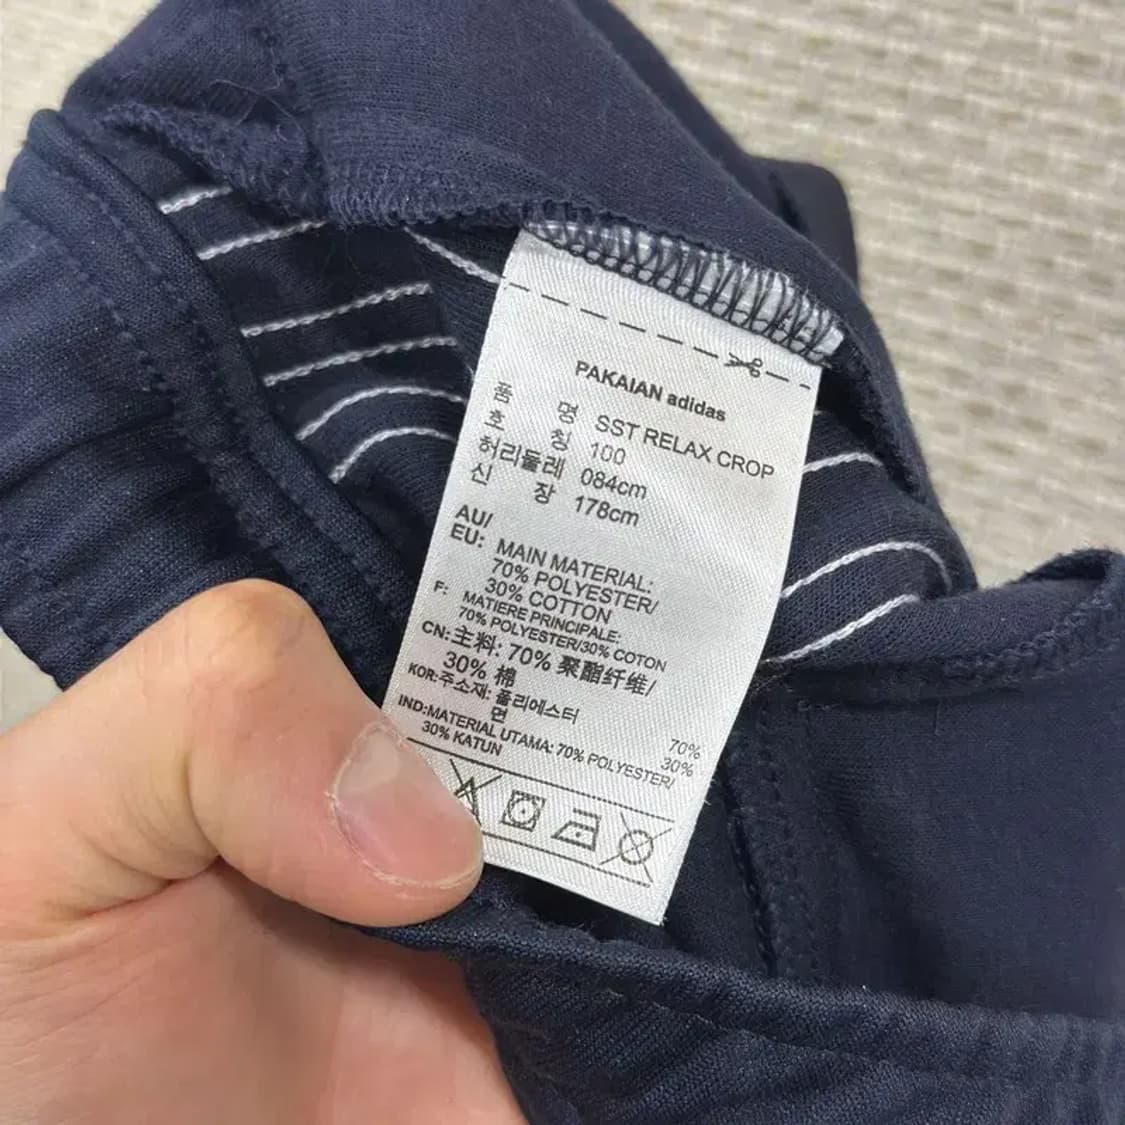 PAKAIAN adidas
품 명 SST RELAX CROP
호 칭 100
허리둘레 084cm
신 장 178cm
AU/
EU: MAIN MATERIAL:
70% POLYESTER/
30% COTTON
F: MATIERE PRINCIPALE:
70% POLYESTER/30% COTON
CN:主料: 70% 聚酯纤维/
30% 棉
KOR:주소재: 폴리에스터 70%
면 30%
IND:MATERIAL UTAMA: 70% POLYESTER/
30% KATUN